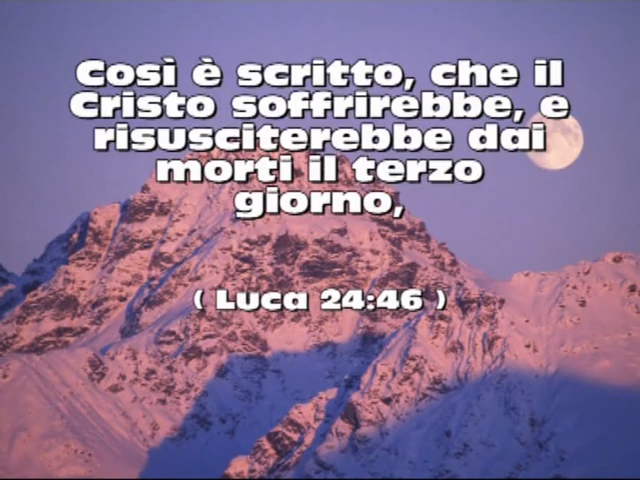 Così è scritto, che il
Cristo soffrirebbe, e
risusciterebbe dai
morti il terzo
giorno,
( Luca 24:46 )